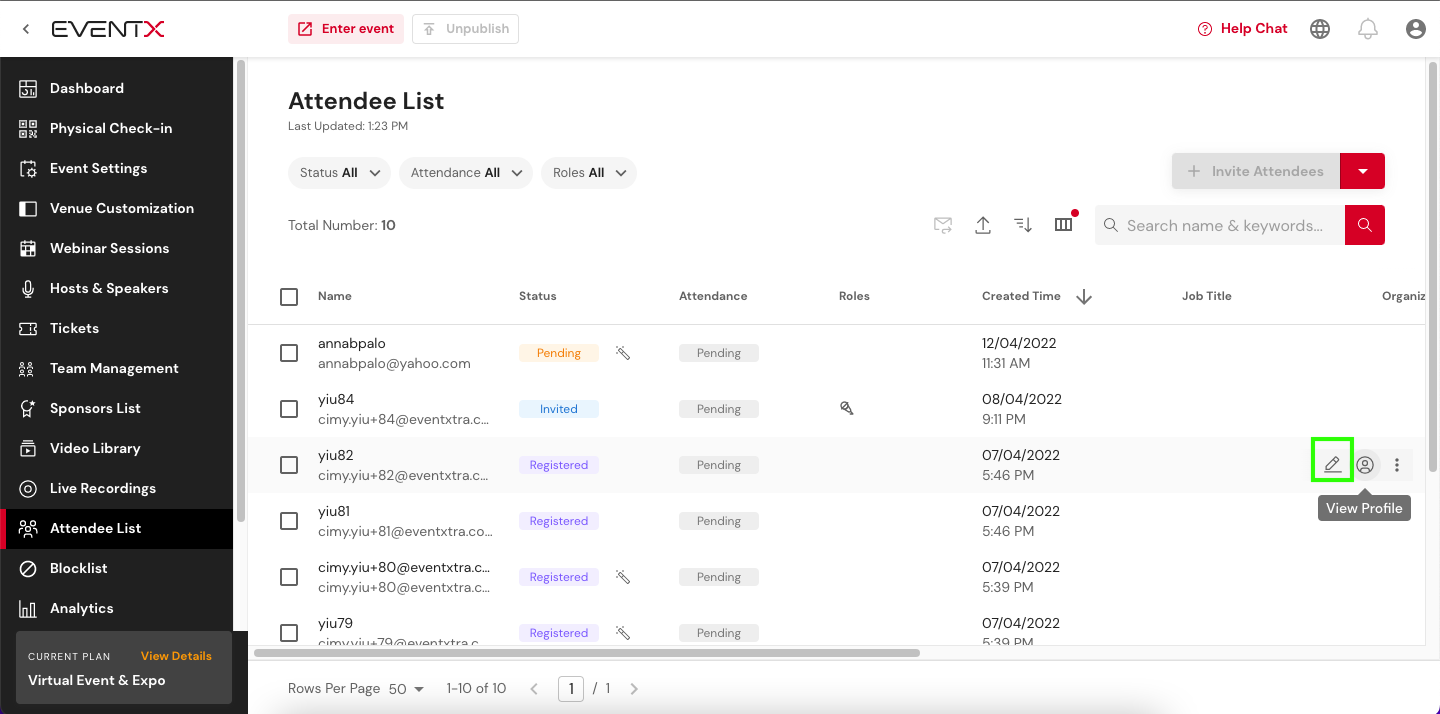 EVENTX
Enter event
Unpublish
Help Chat
Dashboard
Physical Check-in
Event Settings
Venue Customization
Webinar Sessions
Hosts & Speakers
Tickets
Team Management
Sponsors List
Video Library
Live Recordings
Attendee List
Blocklist
Analytics
CURRENT PLAN View Details
Virtual Event & Expo
Attendee List
Last Updated: 1:23 PM
Status All Attendance All Roles All
+ Invite Attendees
Total Number: 10
Search name & keywords...
Name Status Attendance Roles Created Time Job Title Organiz
annabpalo Pending Pending 12/04/2022
annabpalo@yahoo.com 11:31 AM
yiu84 Invited Pending 08/04/2022
cimy.yiu+84@eventxtra.c... 9:11 PM
yiu82 Registered Pending 07/04/2022
cimy.yiu+82@eventxtra.c... 5:46 PM
View Profile
yiu81 Registered Pending 07/04/2022
cimy.yiu+81@eventxtra.co... 5:46 PM
cimy.yiu+80@eventxtra.c... Registered Pending 07/04/2022
cimy.yiu+80@eventxtra.c... 5:39 PM
yiu79 Registered Pending 07/04/2022
cimy.yiu+79@eventxtra.c 5:39 PM
Rows Per Page 50 1-10 of 10 1 / 1